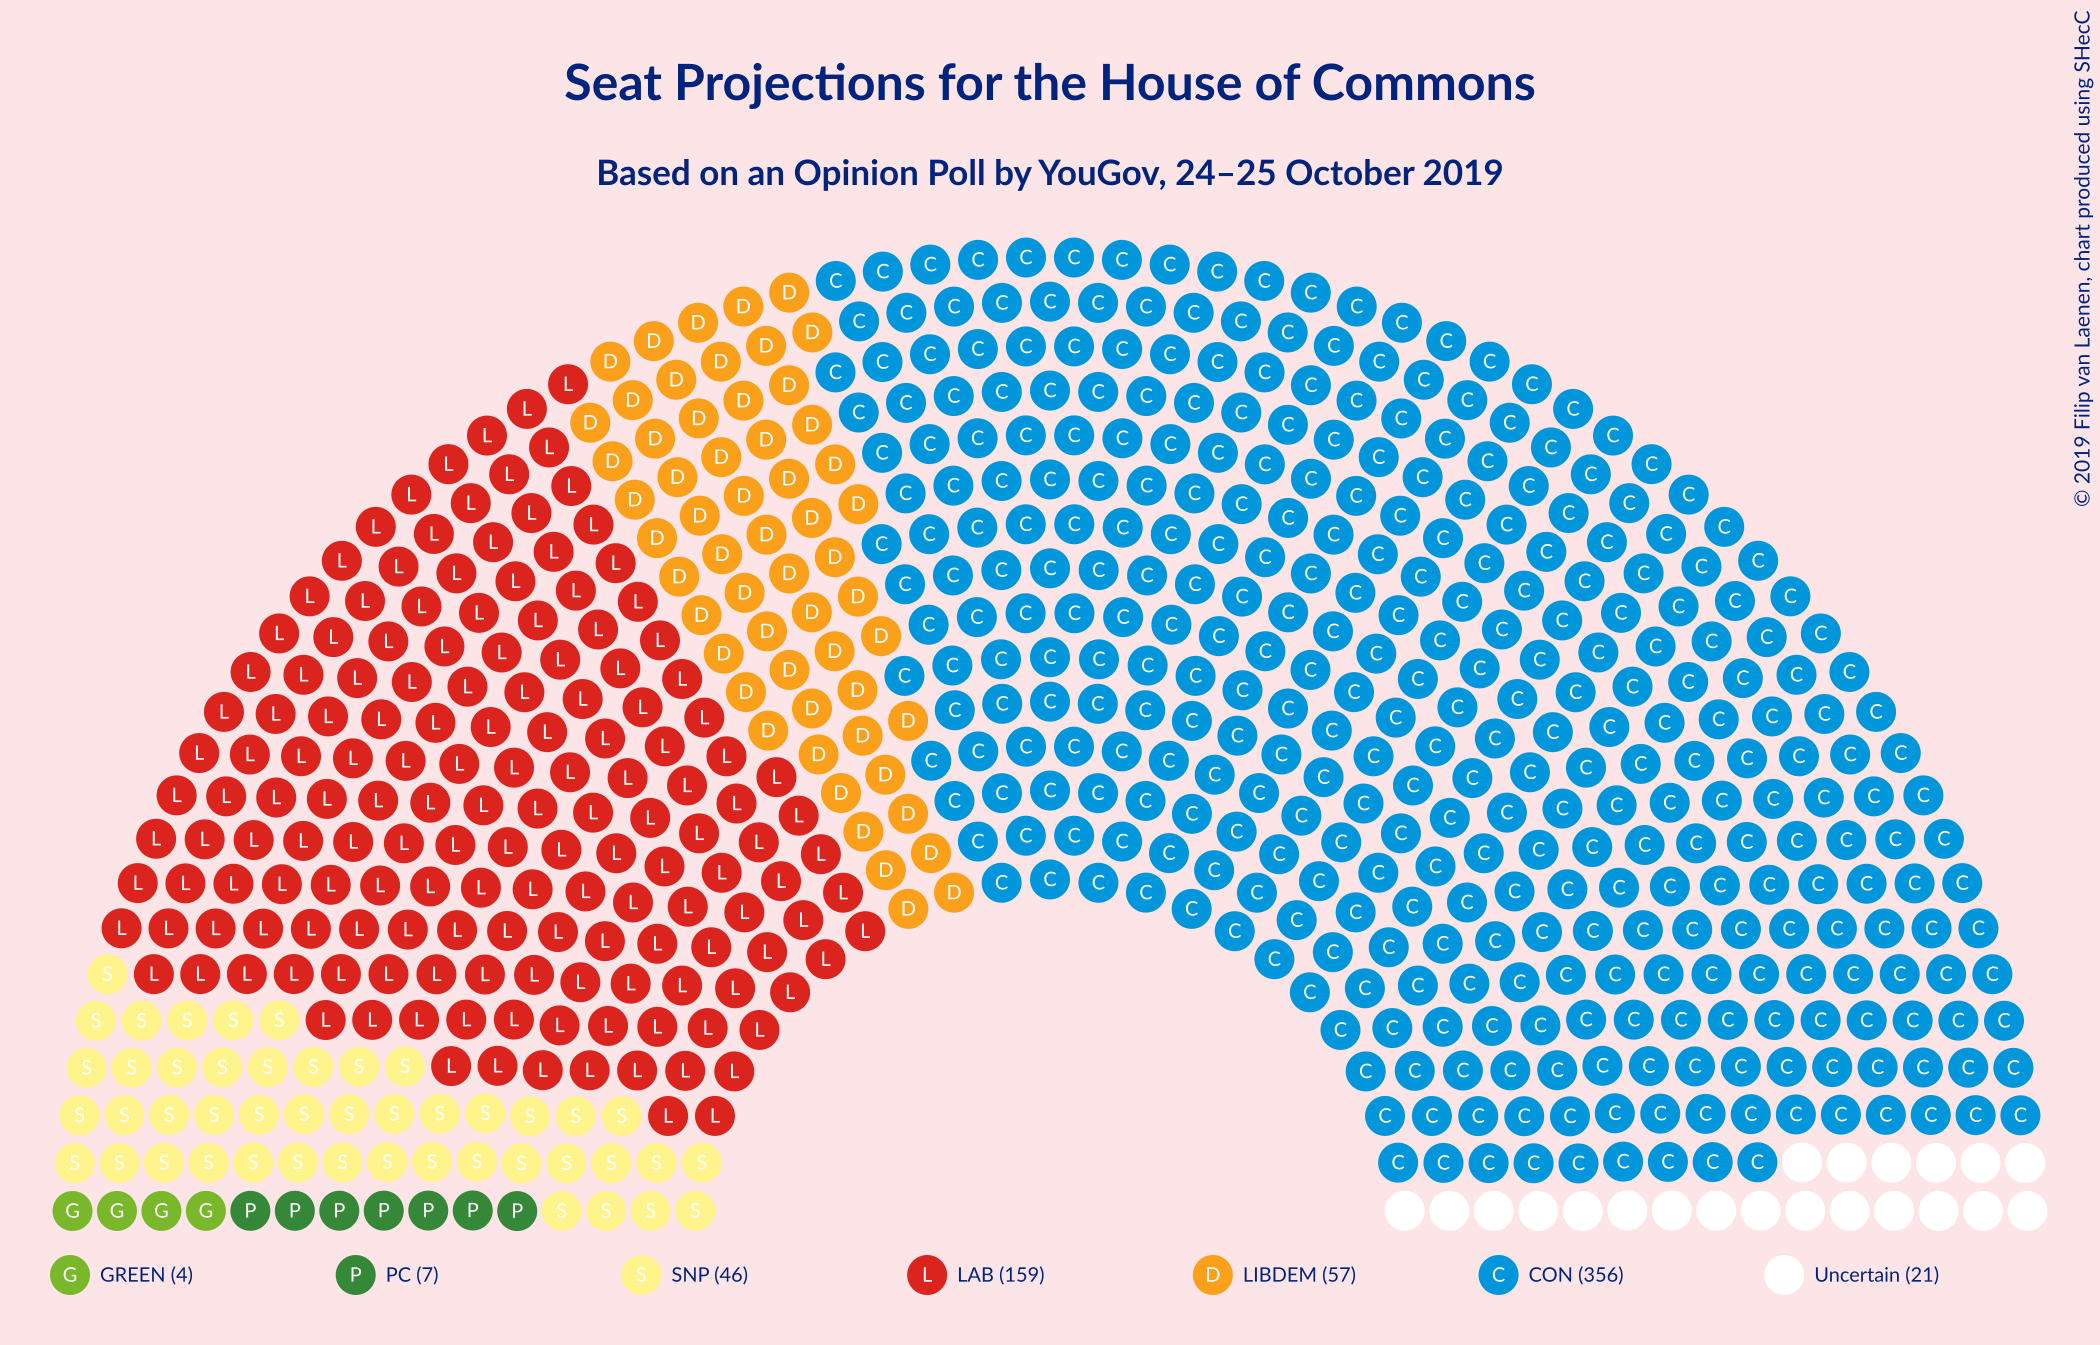 Seat Projections for the House of Commons
Based on an Opinion Poll by YouGov, 24–25 October 2019
© 2019 Filip van Laenen, chart produced using SHecC
G GREEN (4)
P PC (7)
S SNP (46)
L LAB (159)
D LIBDEM (57)
C CON (356)
Uncertain (21)